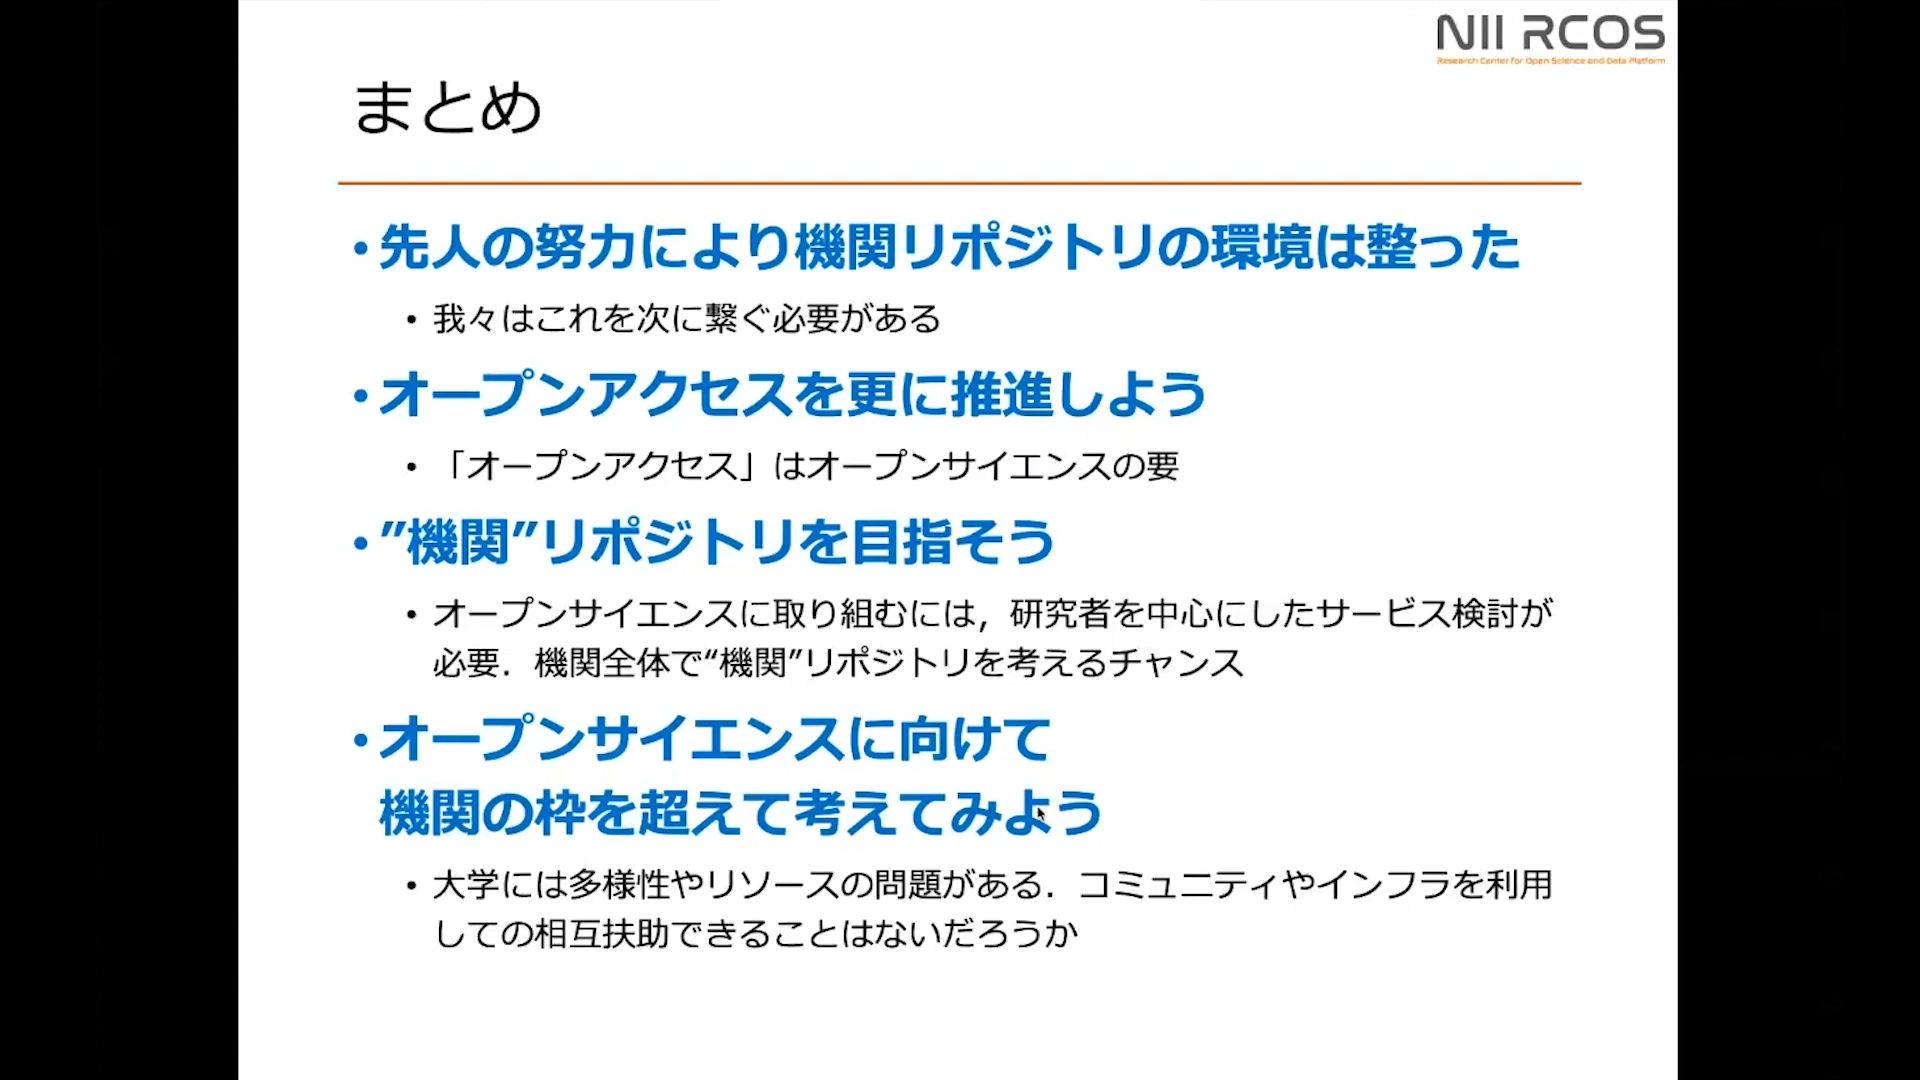 NII RCOS
Research Center for Open Science and Data Platform
まとめ
• 先人の努力により機関リポジトリの環境は整った
• 我々はこれを次に繋ぐ必要がある
• オープンアクセスを更に推進しよう
• 「オープンアクセス」はオープンサイエンスの要
• ”機関”リポジトリを目指そう
• オープンサイエンスに取り組むには，研究者を中心にしたサービス検討が
必要．機関全体で“機関”リポジトリを考えるチャンス
• オープンサイエンスに向けて
機関の枠を超えて考えてみよう
• 大学には多様性やリソースの問題がある．コミュニティやインフラを利用
しての相互扶助できることはないだろうか